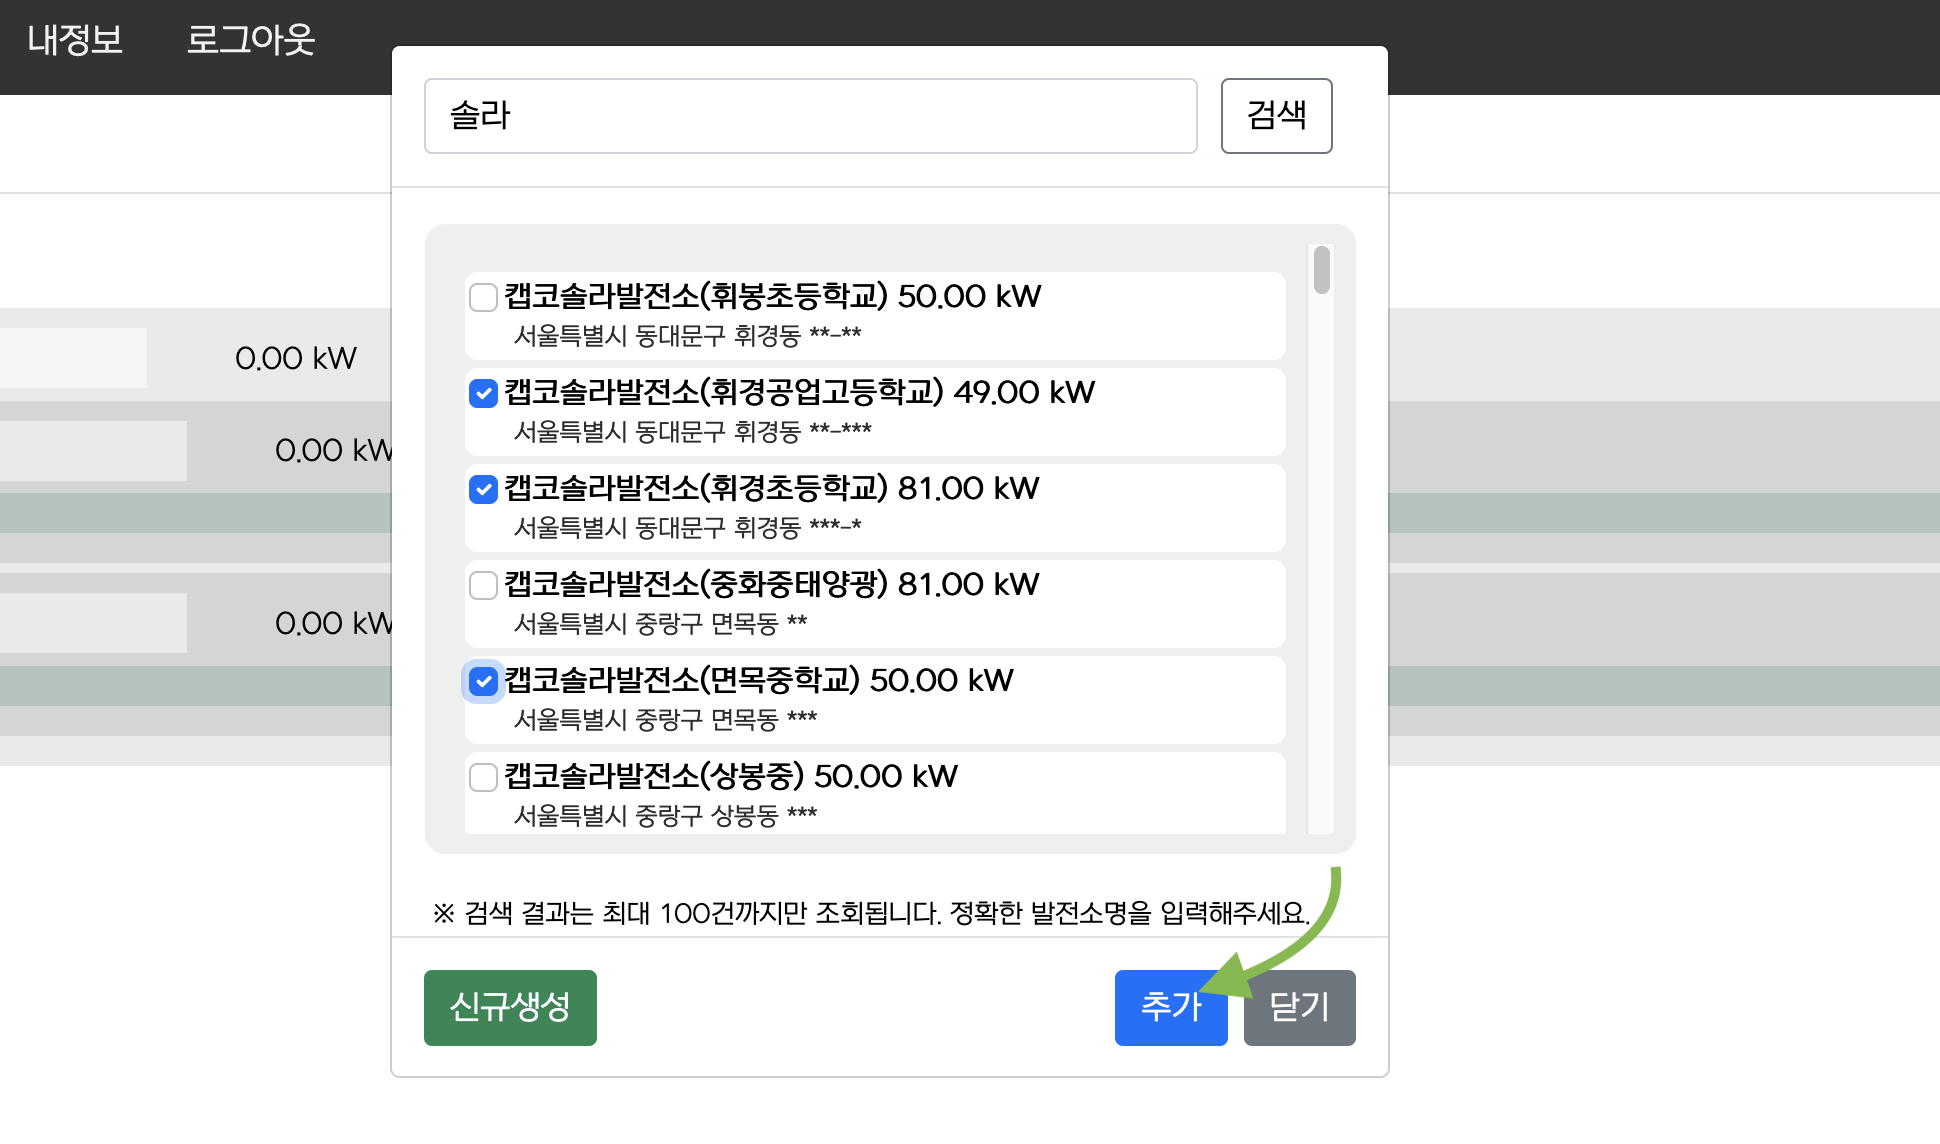 내정보 로그아웃
솔라 검색
0.00 kW
0.00 kW
0.00 kW
캡코솔라발전소(휘봉초등학교) 50.00 kW
서울특별시 동대문구 휘경동 **-**
캡코솔라발전소(휘경공업고등학교) 49.00 kW
서울특별시 동대문구 휘경동 **-***
캡코솔라발전소(휘경초등학교) 81.00 kW
서울특별시 동대문구 휘경동 ***-*
캡코솔라발전소(중화중태양광) 81.00 kW
서울특별시 중랑구 면목동 **
캡코솔라발전소(면목중학교) 50.00 kW
서울특별시 중랑구 면목동 ***
캡코솔라발전소(상봉중) 50.00 kW
서울특별시 중랑구 상봉동 ***
※ 검색 결과는 최대 100건까지만 조회됩니다. 정확한 발전소명을 입력해주세요.
신규생성 추가 닫기